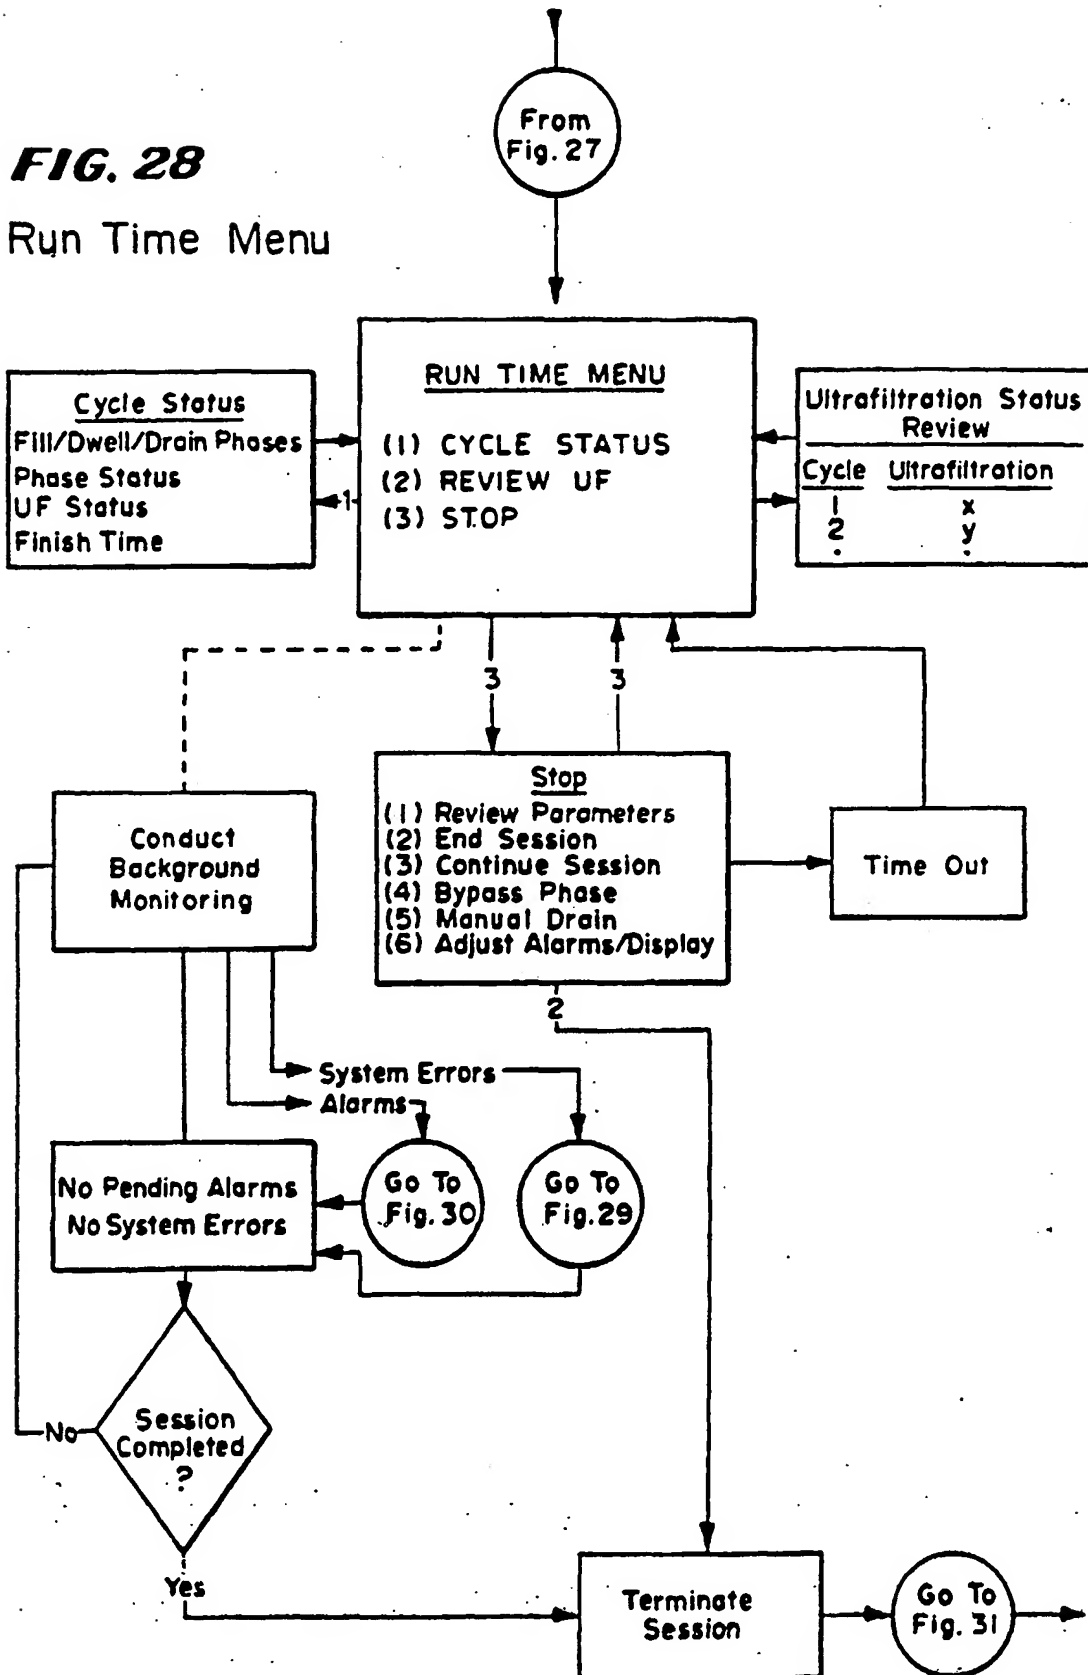 From
Fig. 27
FIG. 28
Run Time Menu
RUN TIME MENU
(1) CYCLE STATUS
(2) REVIEW UF
(3) STOP
Cycle Status
Fill/Dwell/Drain Phases
Phase Status
UF Status
Finish Time
1
Ultrafiltration Status
Review
Cycle Ultrafiltration
1 x
2 y
. .
3
3
Stop
(1) Review Parameters
(2) End Session
(3) Continue Session
(4) Bypass Phase
(5) Manual Drain
(6) Adjust Alarms/Display
Time Out
Conduct
Background
Monitoring
2
System Errors
Alarms
No Pending Alarms
No System Errors
Go To
Fig. 30
Go To
Fig. 29
Session
Completed
?
No
Yes
Terminate
Session
Go To
Fig. 31